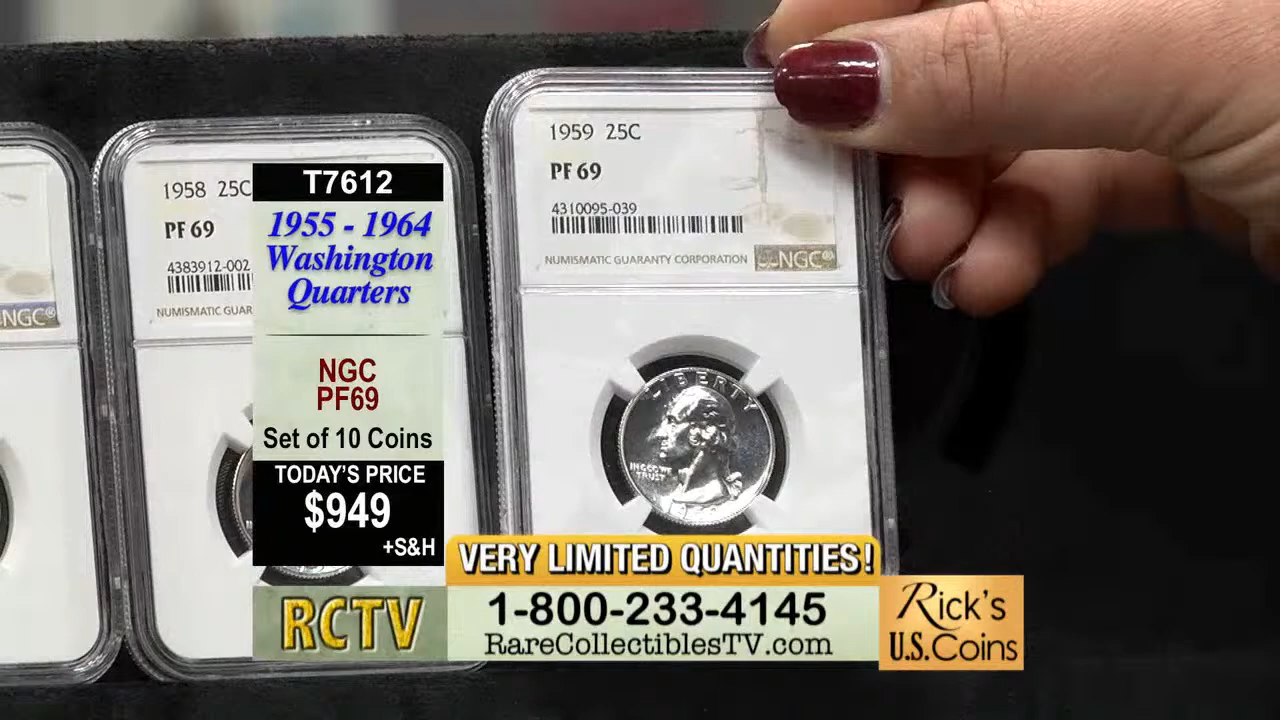 1959 25C
PF 69
4310095-039
NUMISMATIC GUARANTY CORPORATION
NGC®
1958 25C
PF 69
4383912-002
NUMISMATIC GUAR
NGC®
T7612
1955 - 1964
Washington
Quarters
NGC
PF69
Set of 10 Coins
TODAY'S PRICE
$949
+S&H
LIBERTY
IN GOD WE
TRUST
VERY LIMITED QUANTITIES!
RCTV
1-800-233-4145
RareCollectiblesTV.com
Rick's
U.S. Coins